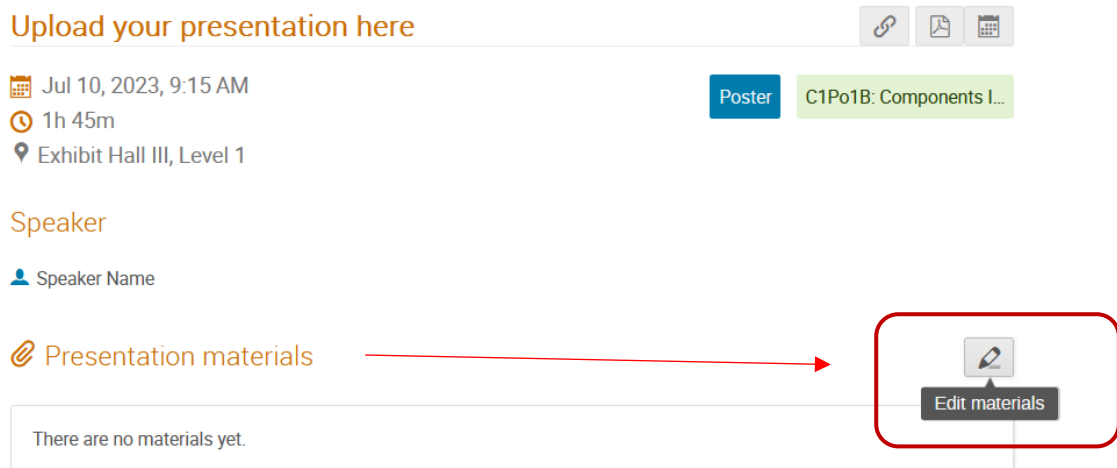 Upload your presentation here
Jul 10, 2023, 9:15 AM
Poster
C1Po1B: Components I...
1h 45m
Exhibit Hall III, Level 1
Speaker
Speaker Name
Presentation materials
Edit materials
There are no materials yet.